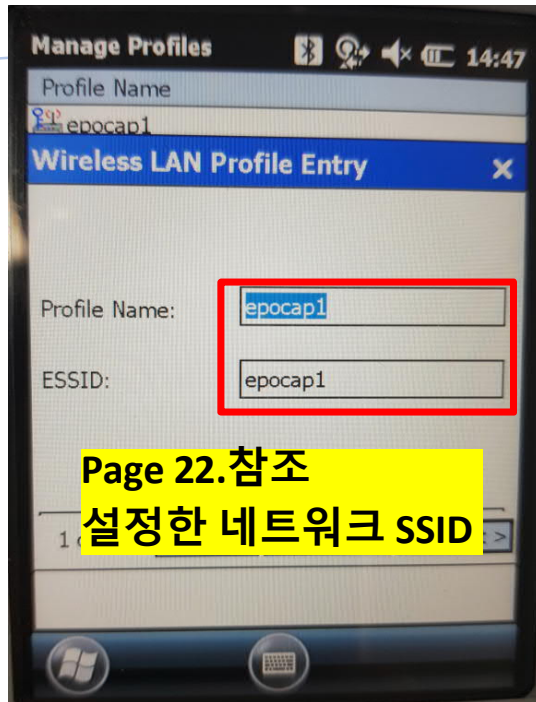 Manage Profiles 14:47
Profile Name
epocap1
Wireless LAN Profile Entry
Profile Name: epocap1
ESSID: epocap1
Page 22.참조
설정한 네트워크 SSID
1
>